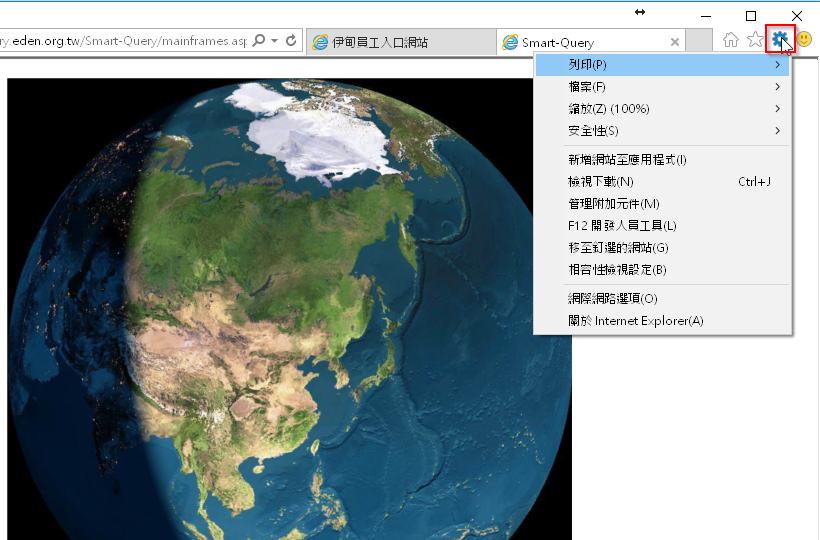 ry.eden.org.tw/Smart-Query/mainframes.asp
伊甸員工入口網站
Smart-Query
列印(P)
檔案(F)
縮放(Z) (100%)
安全性(S)
新增網站至應用程式(I)
檢視下載(N) Ctrl+J
管理附加元件(M)
F12 開發人員工具(L)
移至釘選的網站(G)
相容性檢視設定(B)
網際網路選項(O)
關於 Internet Explorer(A)